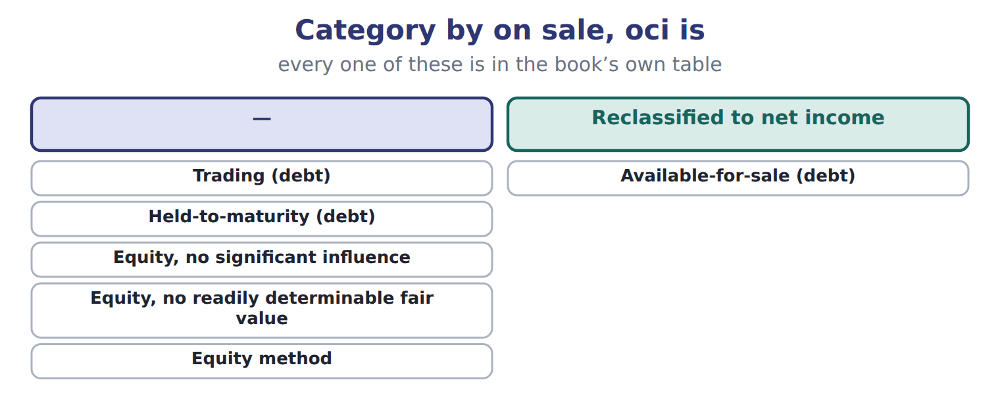 Category by on sale, oci is
every one of these is in the book’s own table
—
Reclassified to net income
Trading (debt)
Available-for-sale (debt)
Held-to-maturity (debt)
Equity, no significant influence
Equity, no readily determinable fair
value
Equity method